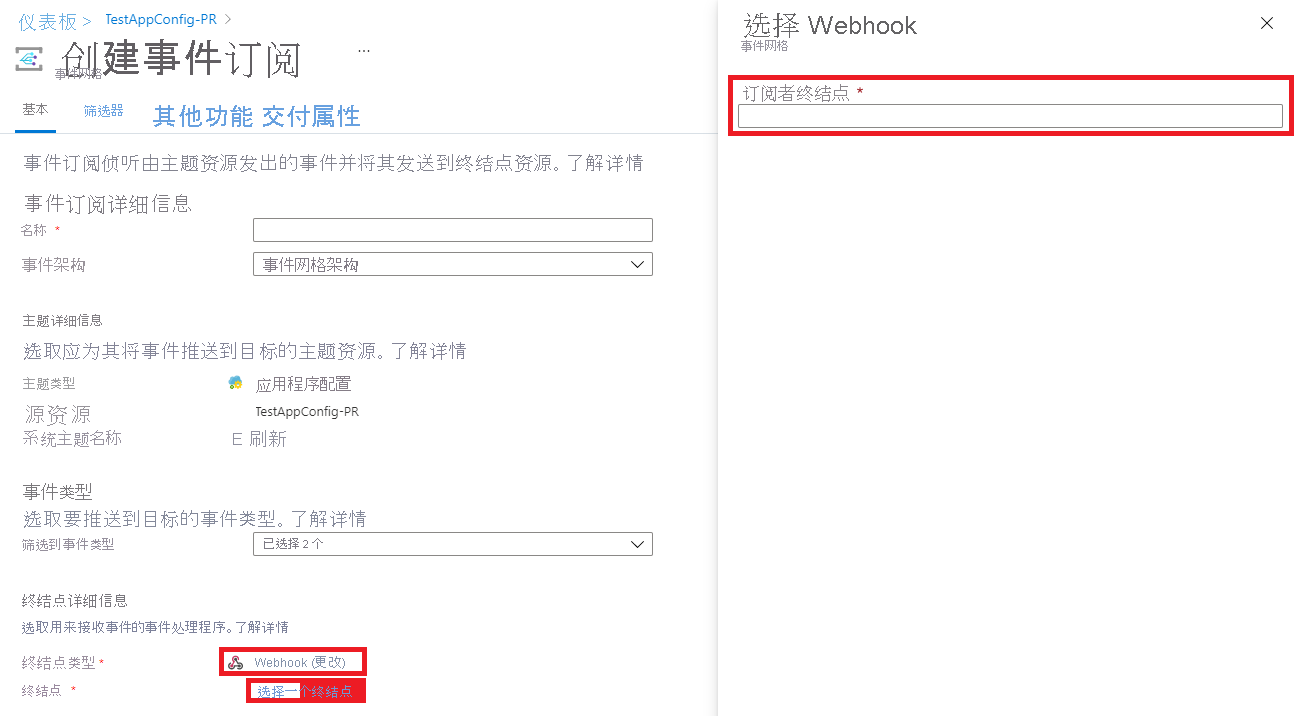 仪表板 > TestAppConfig-PR >
创建事件订阅 ...
事件网格
基本 筛选器 其他功能 交付属性
事件订阅侦听由主题资源发出的事件并将其发送到终结点资源。了解详情
事件订阅详细信息
名称 *
事件架构 事件网格架构
主题详细信息
选取应为其将事件推送到目标的主题资源。了解详情
主题类型 应用程序配置
源资源 TestAppConfig-PR
系统主题名称 E 刷新
事件类型
选取要推送到目标的事件类型。了解详情
筛选到事件类型 已选择 2 个
终结点详细信息
选取用来接收事件的事件处理程序。了解详情
终结点类型 * Webhook (更改)
终结点 * 选择一个终结点
选择 Webhook
事件网格
订阅者终结点 *